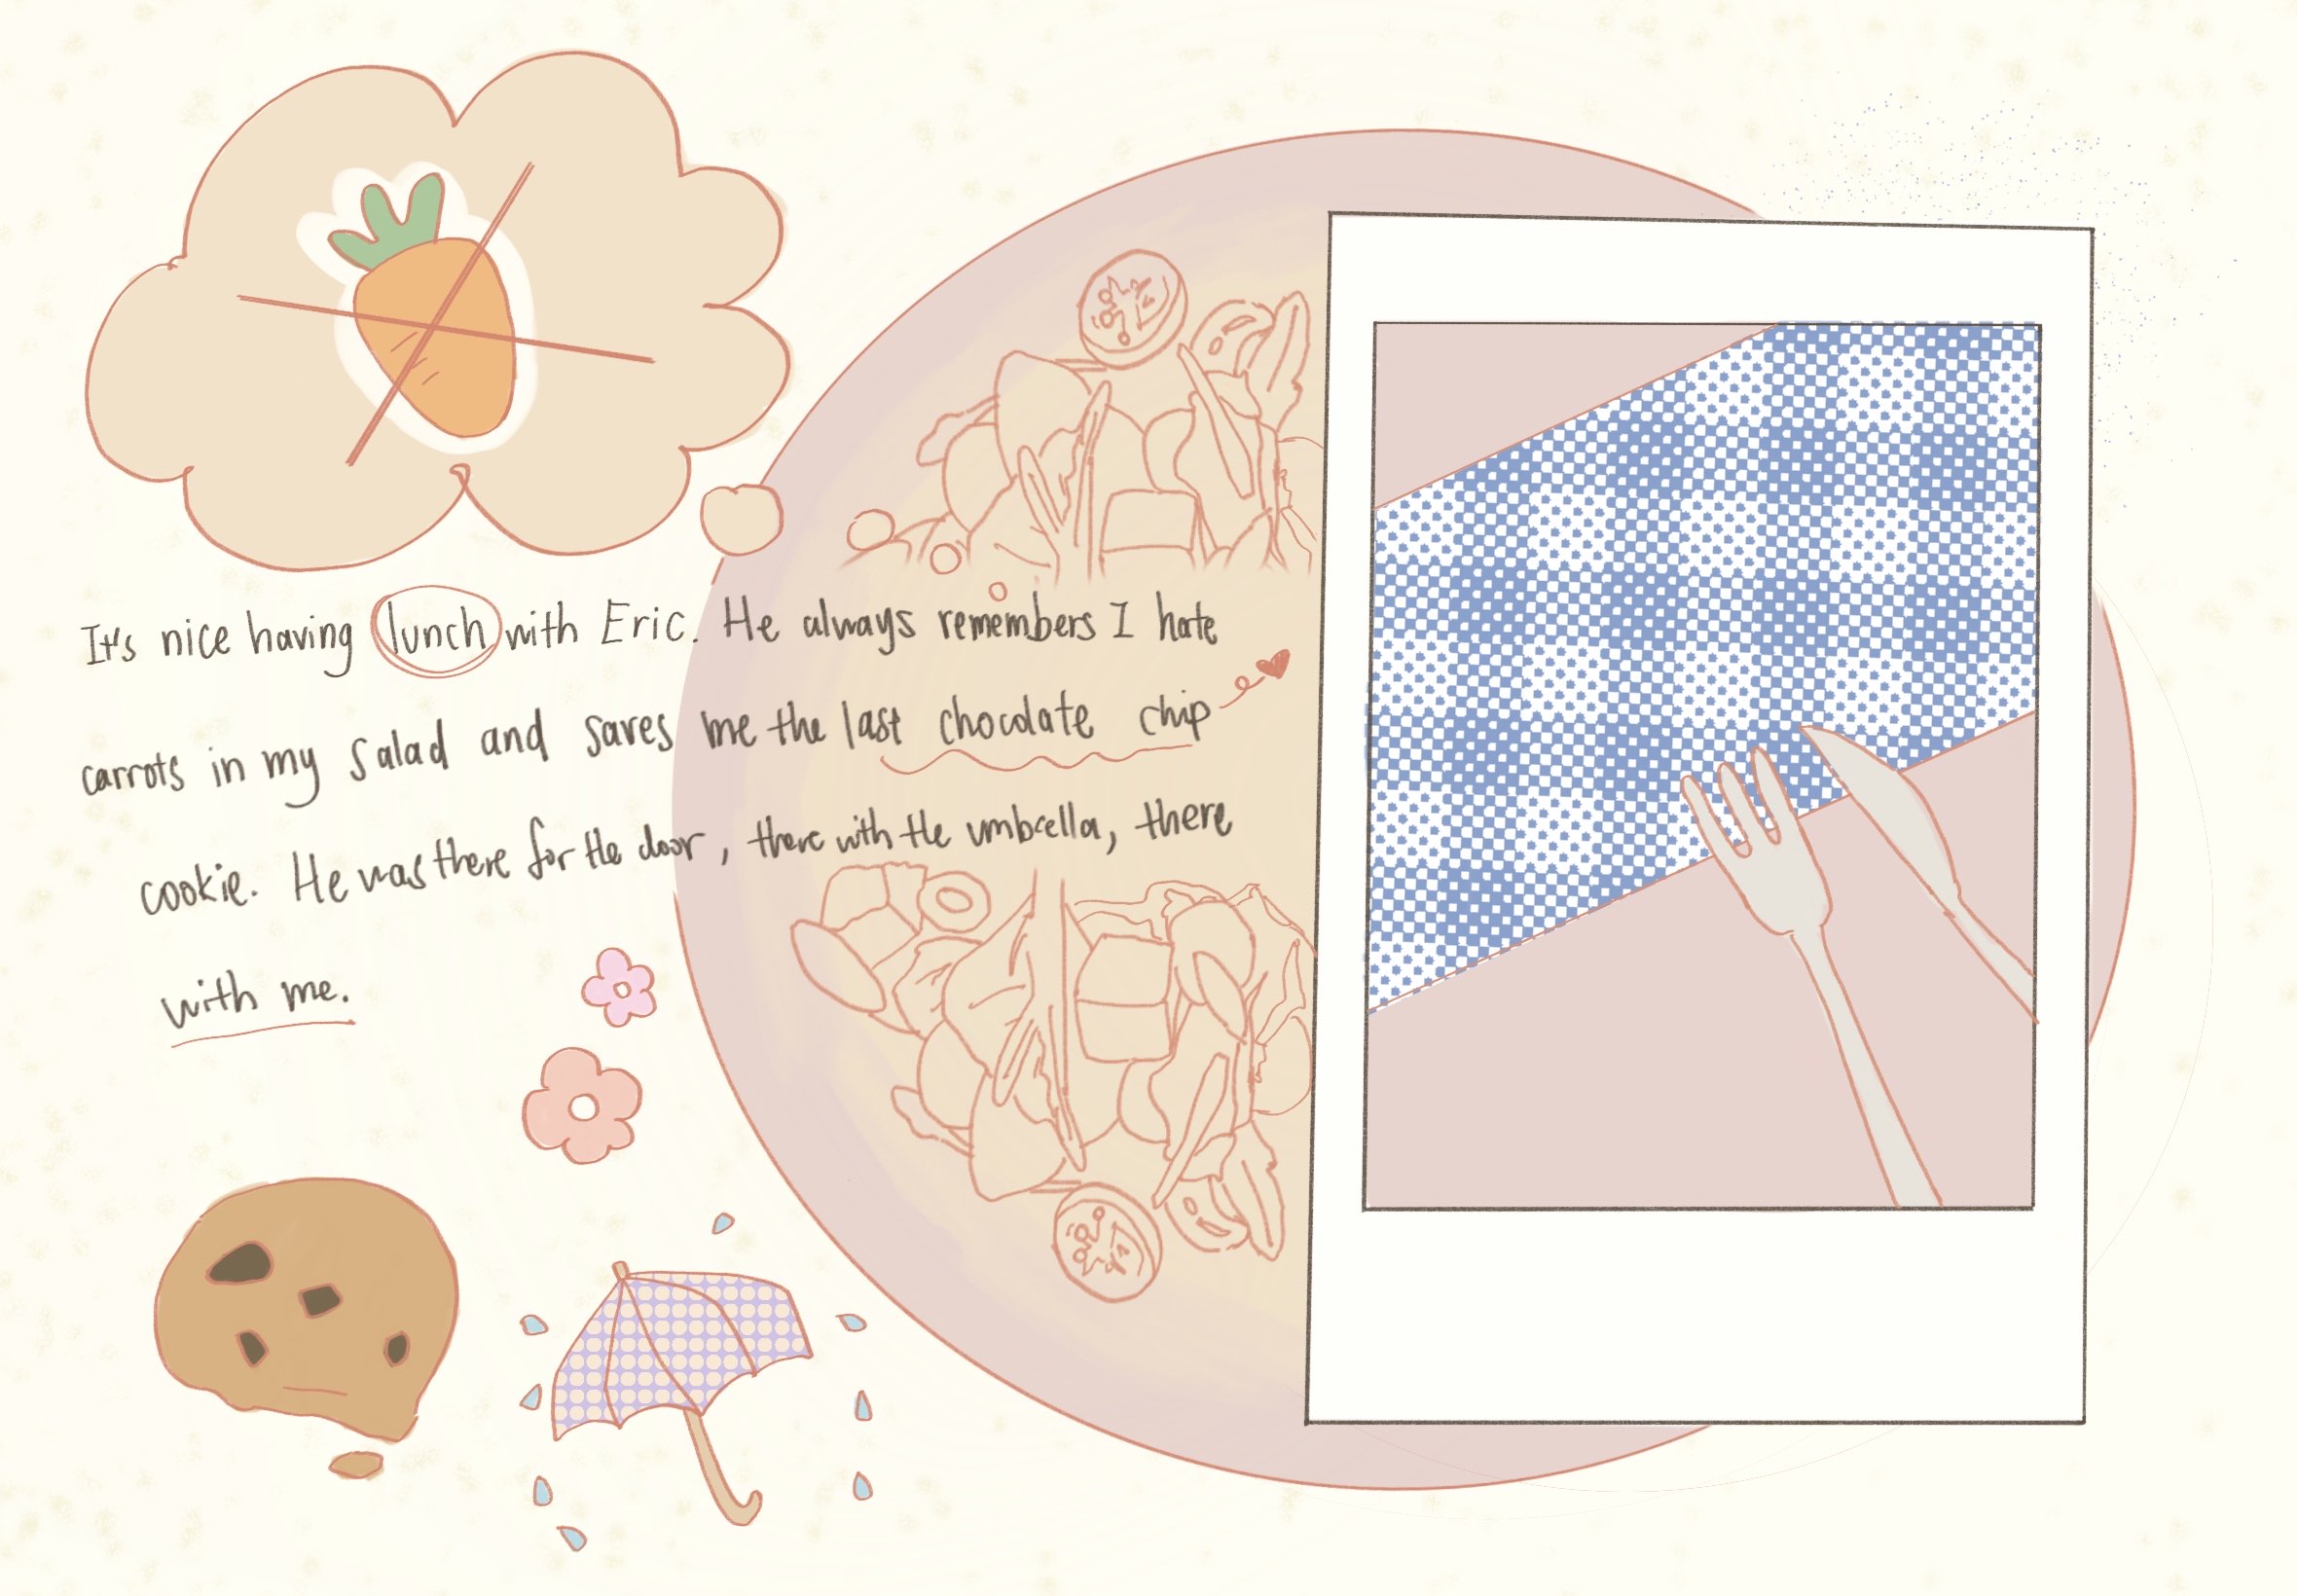 It's nice having lunch with Eric. He always remembers I hate
carrots in my salad and saves me the last chocolate chip
cookie. He was there for the door, there with the umbrella, there
with me.